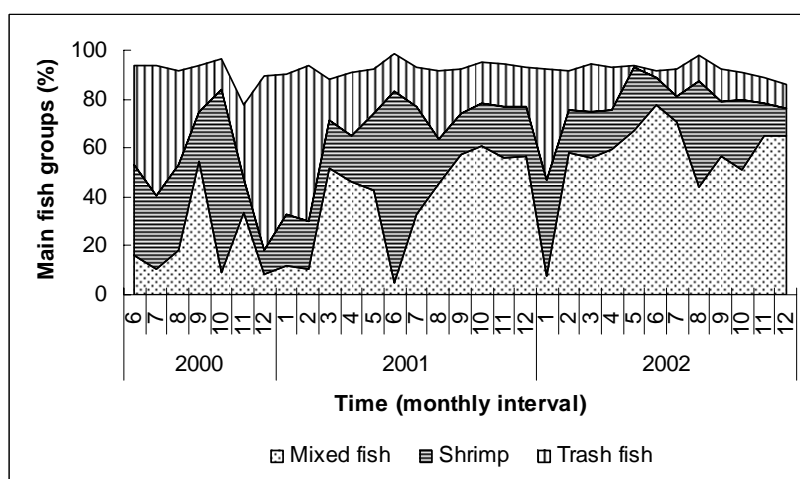 Main fish groups (%)
100
80
60
40
20
0
6 7 8 9 10 11 12 1 2 3 4 5 6 7 8 9 10 11 12 1 2 3 4 5 6 7 8 9 10 11 12
2000 2001 2002
Time (monthly interval)
Mixed fish Shrimp Trash fish